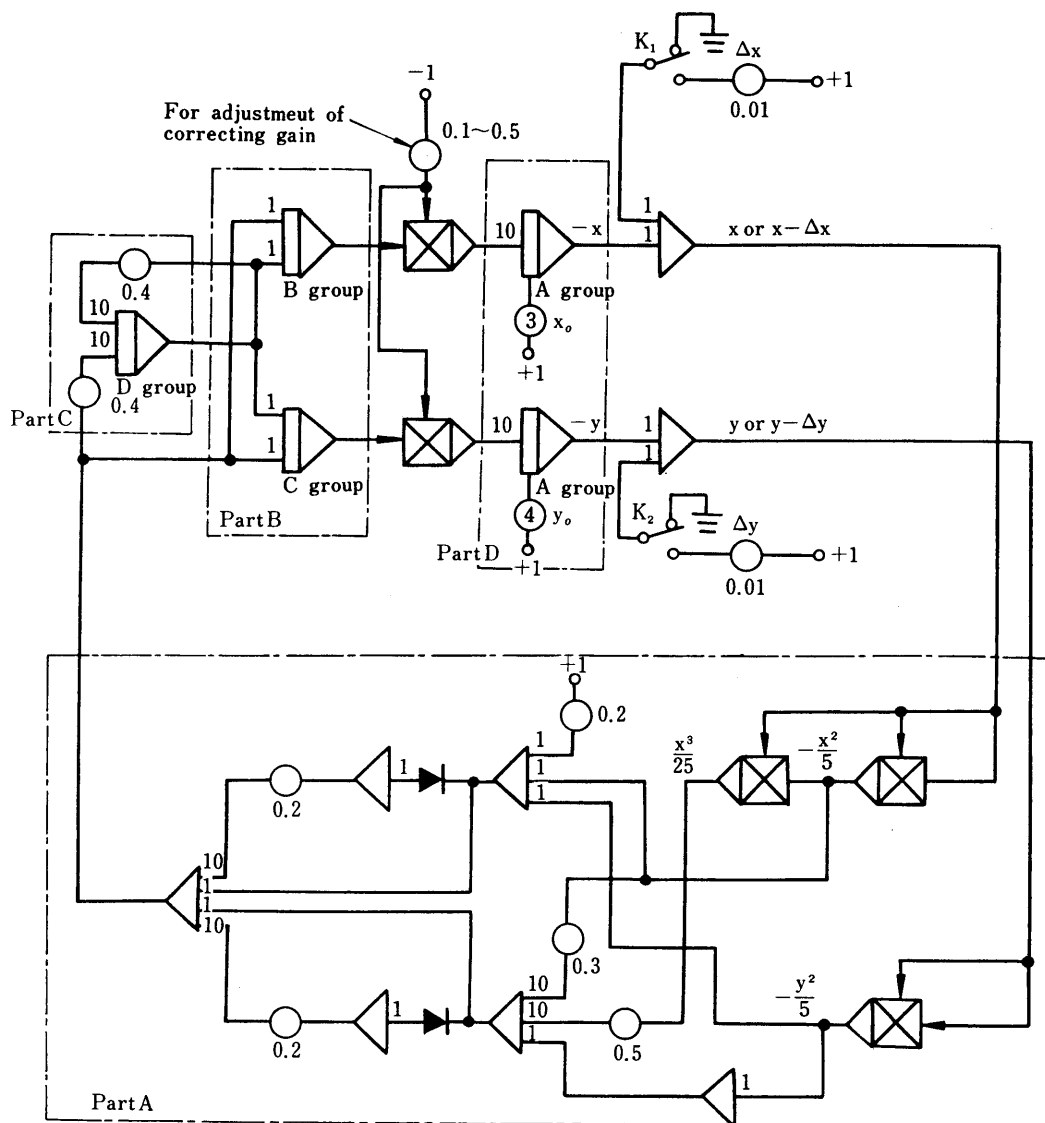 K₁
Δx
+1
0.01
−1
For adjustmeut of
correcting gain
0.1~0.5
1
1
B group
10
−x
A group
3 x₀
+1
1
1
x or x−Δx
0.4
10
10
D group
0.4
Part C
1
1
C group
Part B
10
−y
A group
4 y₀
+1
Part D
1
1
y or y−Δy
K₂
Δy
+1
0.01
+1
0.2
1
1
1
1
0.2
x³/25
−x²/5
10
1
1
10
0.3
10
10
1
0.5
1
0.2
−y²/5
1
Part A